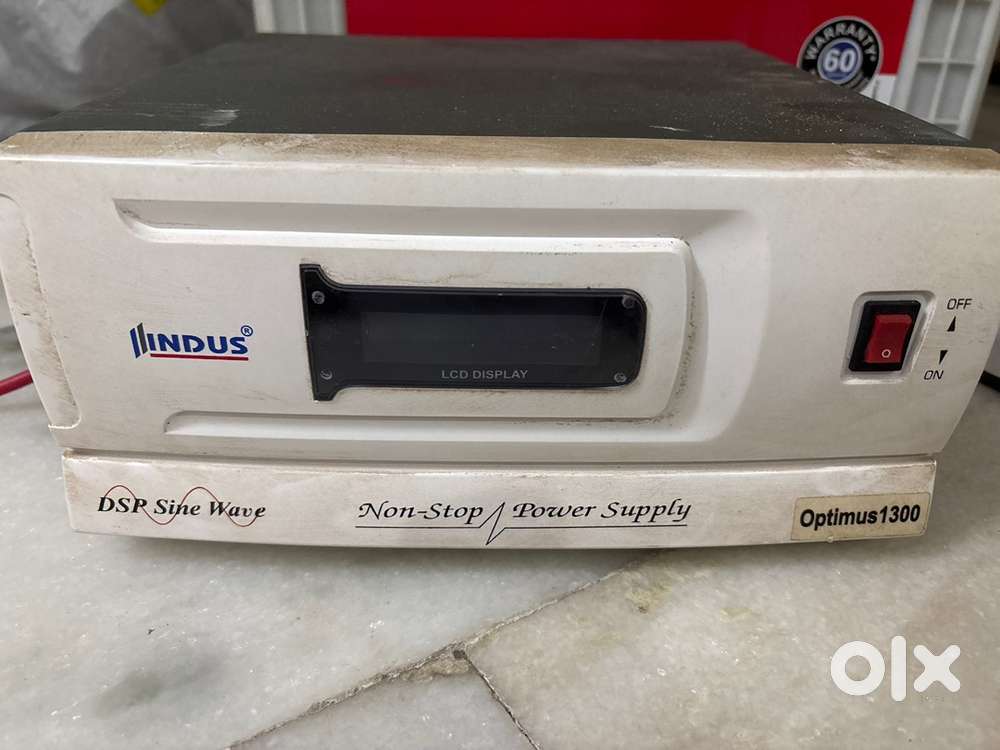 WARRANTY
60
INDUS®
LCD DISPLAY
OFF
ON
DSP Sine Wave
Non-Stop Power Supply
Optimus1300
olx